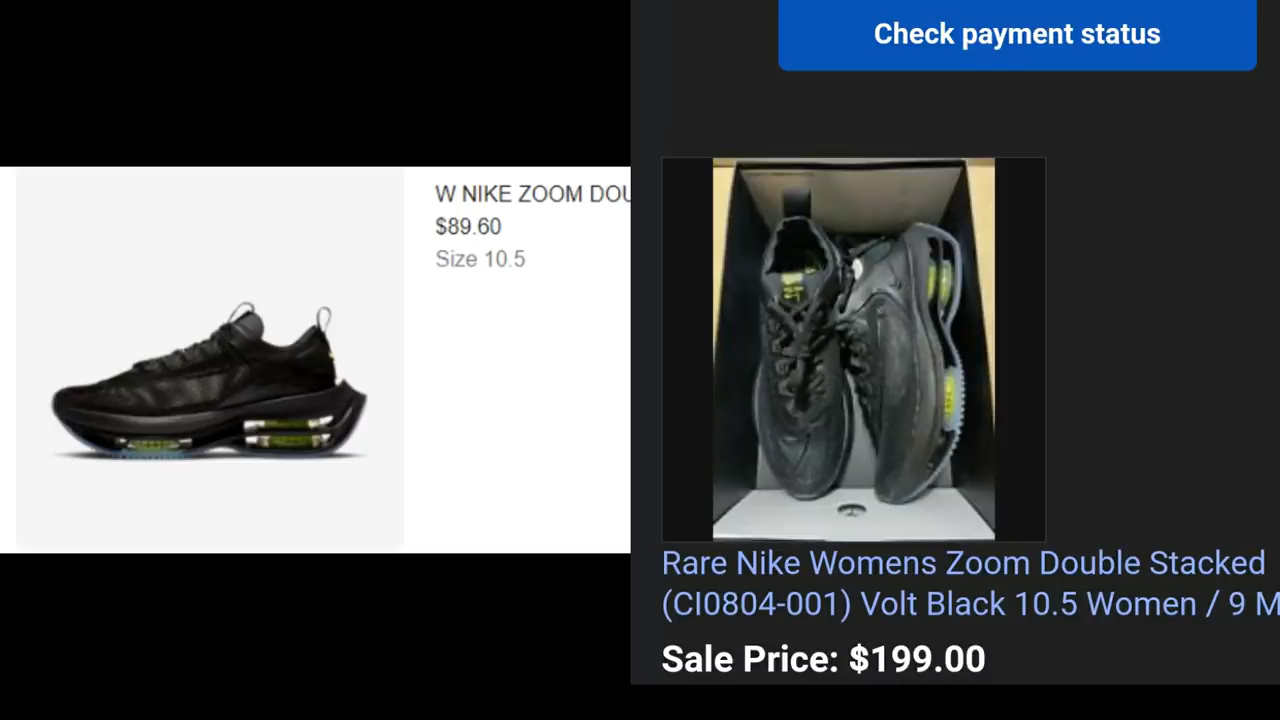 W NIKE ZOOM DOU
$89.60
Size 10.5
Check payment status
Rare Nike Womens Zoom Double Stacked
(CI0804-001) Volt Black 10.5 Women / 9 M
Sale Price: $199.00